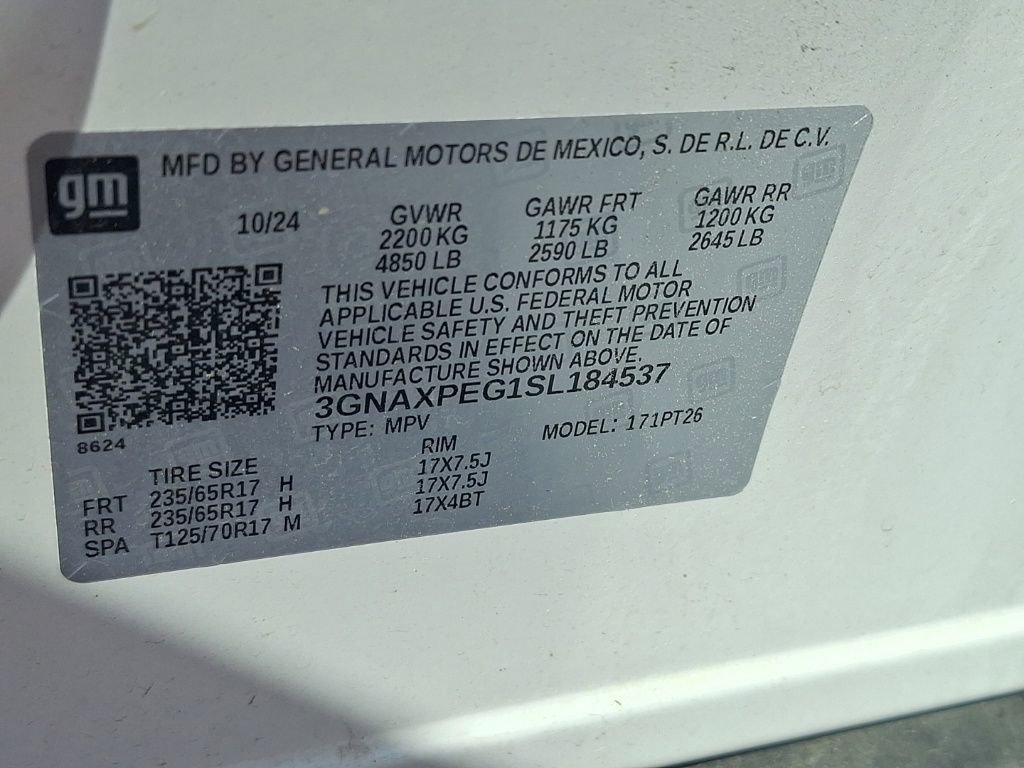 gm
MFD BY GENERAL MOTORS DE MEXICO, S. DE R.L. DE C.V.
10/24 GVWR GAWR FRT GAWR RR
2200 KG 1175 KG 1200 KG
4850 LB 2590 LB 2645 LB
THIS VEHICLE CONFORMS TO ALL
APPLICABLE U.S. FEDERAL MOTOR
VEHICLE SAFETY AND THEFT PREVENTION
STANDARDS IN EFFECT ON THE DATE OF
MANUFACTURE SHOWN ABOVE.
3GNAXPEG1SL184537
8624
TYPE: MPV MODEL: 171PT26
TIRE SIZE RIM
FRT 235/65R17 H 17X7.5J
RR 235/65R17 H 17X7.5J
SPA T125/70R17 M 17X4BT